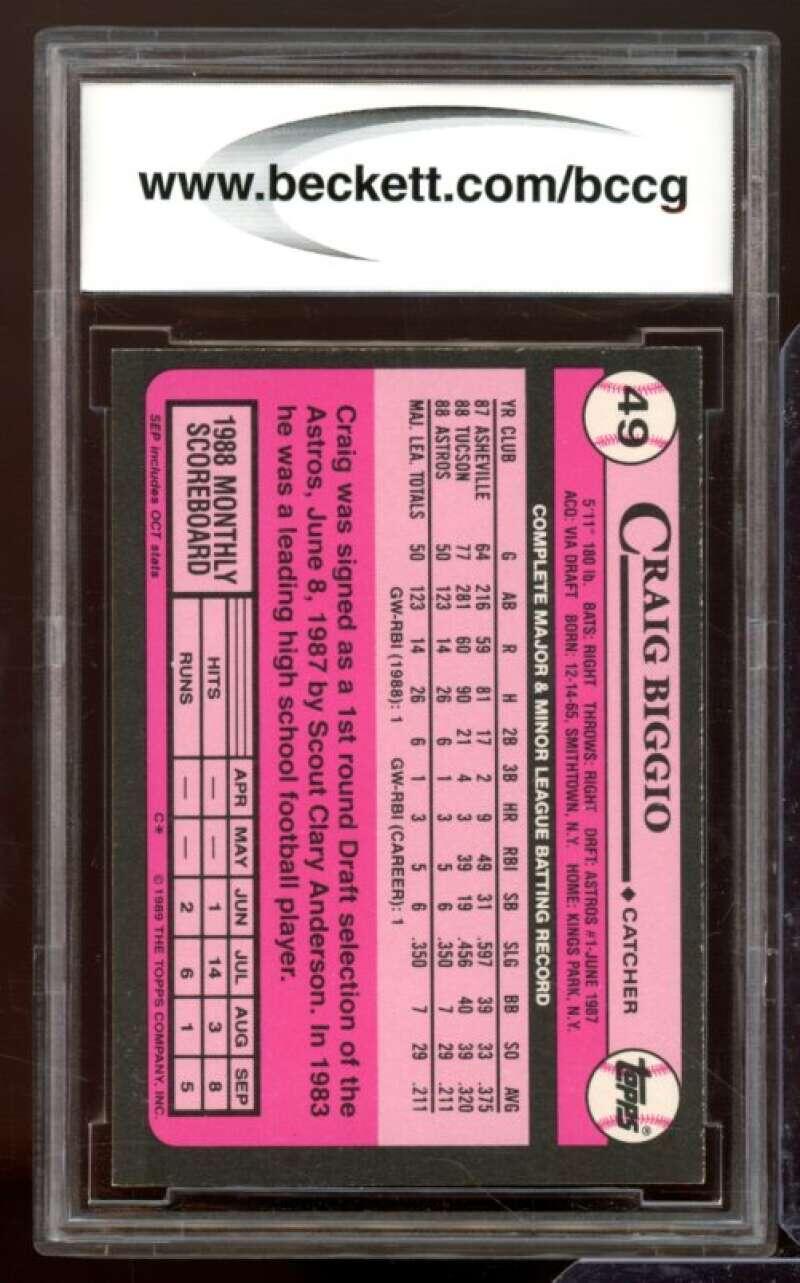 www.beckett.com/bccg
49
CRAIG BIGGIO ♦ CATCHER
TOPPS®
5'11" 180 lb. BATS: RIGHT THROWS: RIGHT DRFT: ASTROS #1-JUNE 1987
ACQ: VIA DRAFT BORN: 12-14-65, SMITHTOWN, N.Y. HOME: KINGS PARK, N.Y.
COMPLETE MAJOR & MINOR LEAGUE BATTING RECORD
YR CLUB G AB R H 2B 3B HR RBI SB SLG BB SO AVG
87 ASHEVILLE 64 216 59 81 17 2 9 49 31 .597 39 33 .375
88 TUCSON 77 281 60 90 21 4 3 39 19 .456 40 39 .320
88 ASTROS 50 123 14 26 6 1 3 5 6 .350 7 29 .211
MAJ. LEA. TOTALS 50 123 14 26 6 1 3 5 6 .350 7 29 .211
GW-RBI (1988): 1 GW-RBI (CAREER): 1
Craig was signed as a 1st round Draft selection of the
Astros, June 8, 1987 by Scout Clary Anderson. In 1983
he was a leading high school football player.
1988 MONTHLY
SCOREBOARD
APR MAY JUN JUL AUG SEP
HITS — — 1 14 3 8
RUNS — — 2 6 1 5
SEP includes OCT stats C* © 1989 THE TOPPS COMPANY, INC.